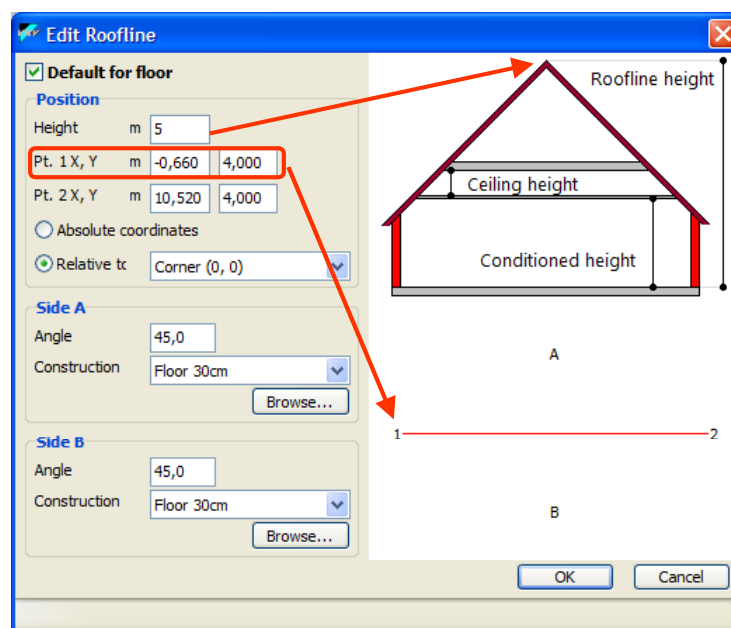 Edit Roofline
Default for floor
Position
Height m 5
Pt. 1 X, Y m -0,660 4,000
Pt. 2 X, Y m 10,520 4,000
Absolute coordinates
Relative tc Corner (0, 0)
Side A
Angle 45,0
Construction Floor 30cm
Browse...
Side B
Angle 45,0
Construction Floor 30cm
Browse...
Roofline height
Ceiling height
Conditioned height
A
1 2
B
OK Cancel